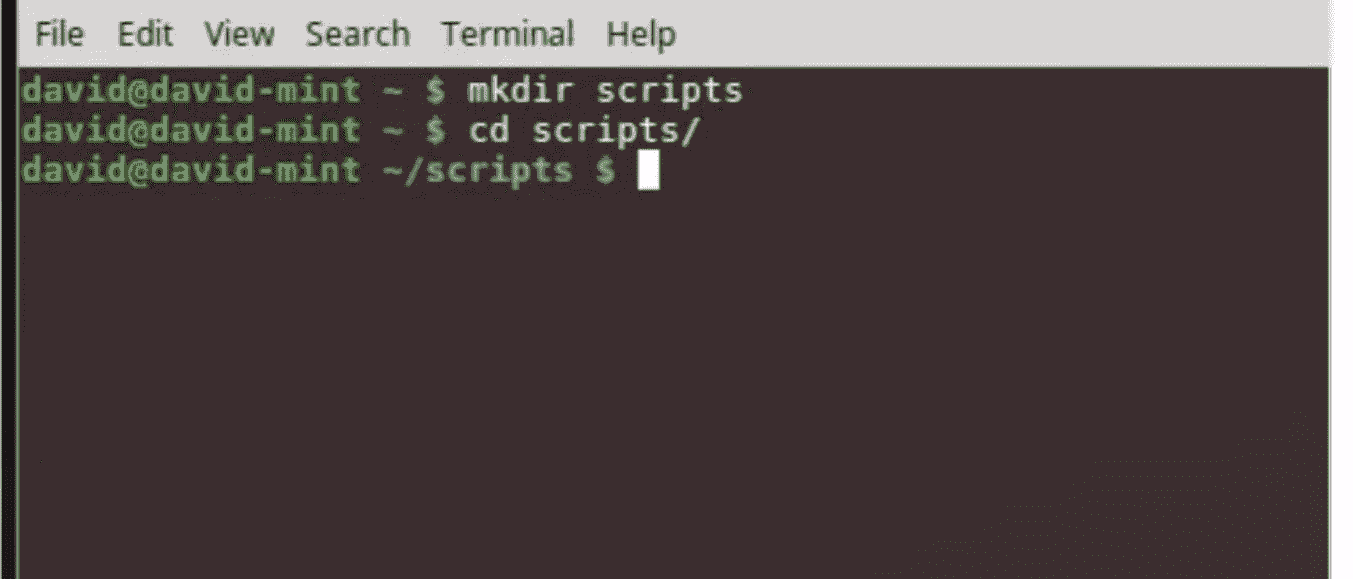 File Edit View Search Terminal Help
david@david-mint ~ $ mkdir scripts
david@david-mint ~ $ cd scripts/
david@david-mint ~/scripts $